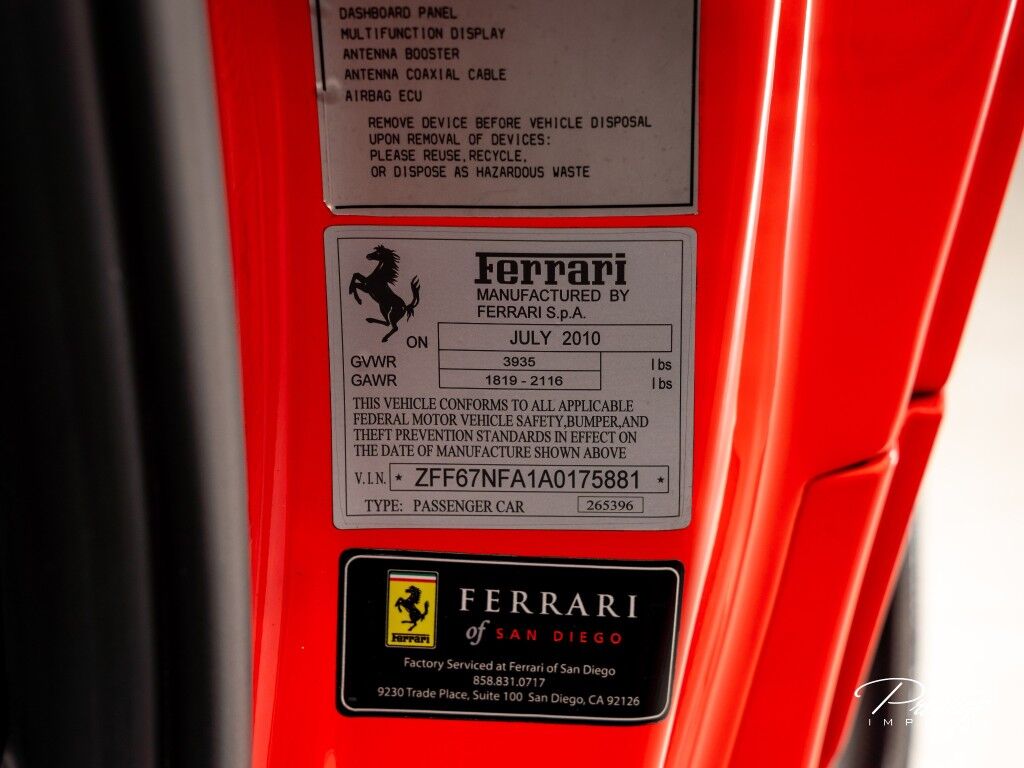 DASHBOARD PANEL
MULTIFUNCTION DISPLAY
ANTENNA BOOSTER
ANTENNA COAXIAL CABLE
AIRBAG ECU
REMOVE DEVICE BEFORE VEHICLE DISPOSAL
UPON REMOVAL OF DEVICES:
PLEASE REUSE,RECYCLE,
OR DISPOSE AS HAZARDOUS WASTE
Ferrari
MANUFACTURED BY
FERRARI S.p.A.
ON JULY 2010
GVWR 3935 lbs
GAWR 1819 - 2116 lbs
THIS VEHICLE CONFORMS TO ALL APPLICABLE
FEDERAL MOTOR VEHICLE SAFETY,BUMPER,AND
THEFT PREVENTION STANDARDS IN EFFECT ON
THE DATE OF MANUFACTURE SHOWN ABOVE
V.I.N. * ZFF67NFA1A0175881 *
TYPE: PASSENGER CAR 265396
Ferrari
FERRARI
of SAN DIEGO
Factory Serviced at Ferrari of San Diego
858.831.0717
9230 Trade Place, Suite 100 San Diego, CA 92126